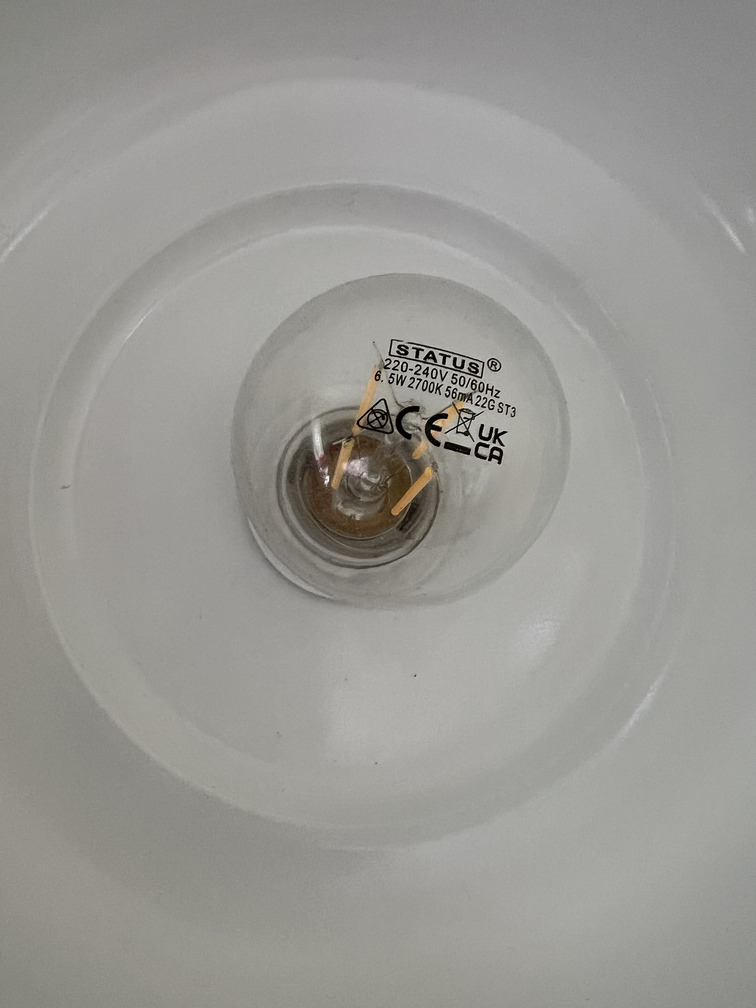 STATUS®
220-240V 50/60Hz
6.5W 2700K 56mA 22G ST3
CE UK
CA